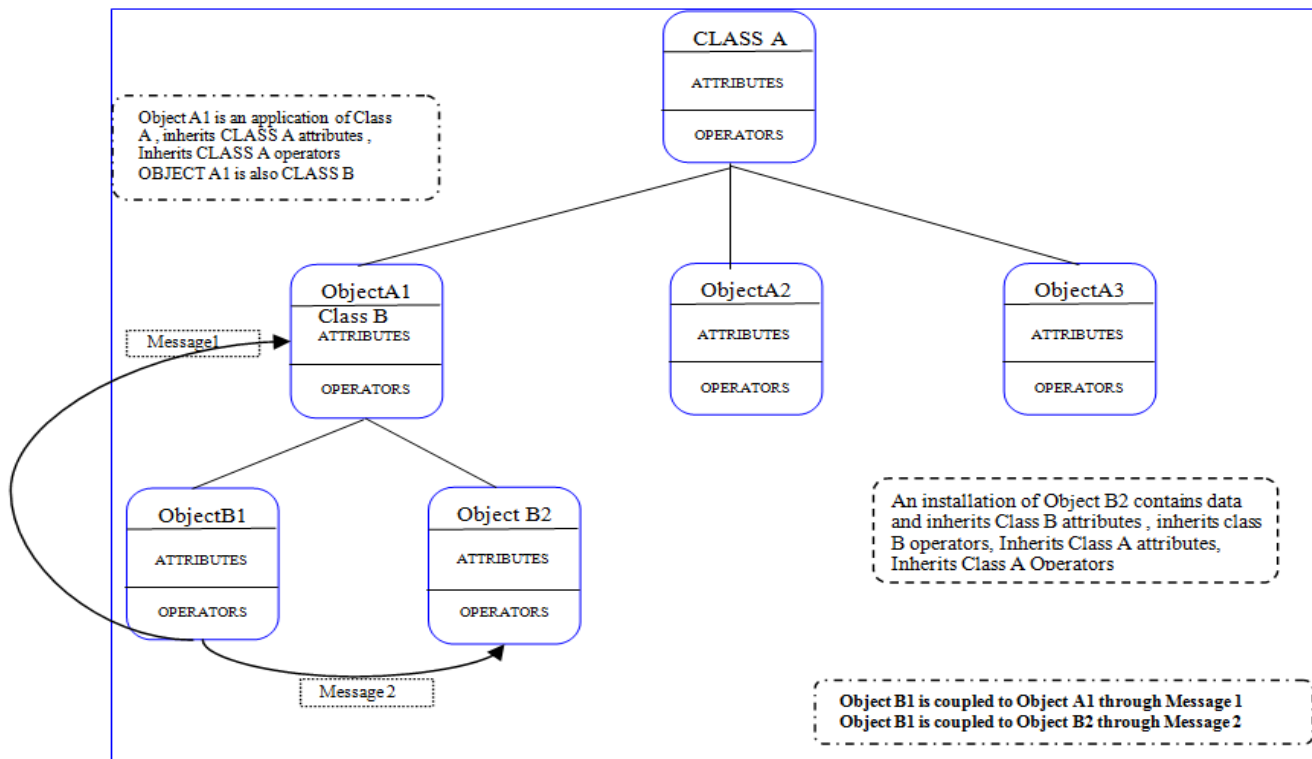 CLASS A
ATTRIBUTES
OPERATORS
Object A1 is an application of Class
A , inherits CLASS A attributes ,
Inherits CLASS A operators
OBJECT A1 is also CLASS B
ObjectA1
Class B
ATTRIBUTES
OPERATORS
ObjectA2
ATTRIBUTES
OPERATORS
ObjectA3
ATTRIBUTES
OPERATORS
Message1
ObjectB1
ATTRIBUTES
OPERATORS
Object B2
ATTRIBUTES
OPERATORS
An installation of Object B2 contains data
and inherits Class B attributes , inherits class
B operators, Inherits Class A attributes,
Inherits Class A Operators
Message 2
Object B1 is coupled to Object A1 through Message 1
Object B1 is coupled to Object B2 through Message 2